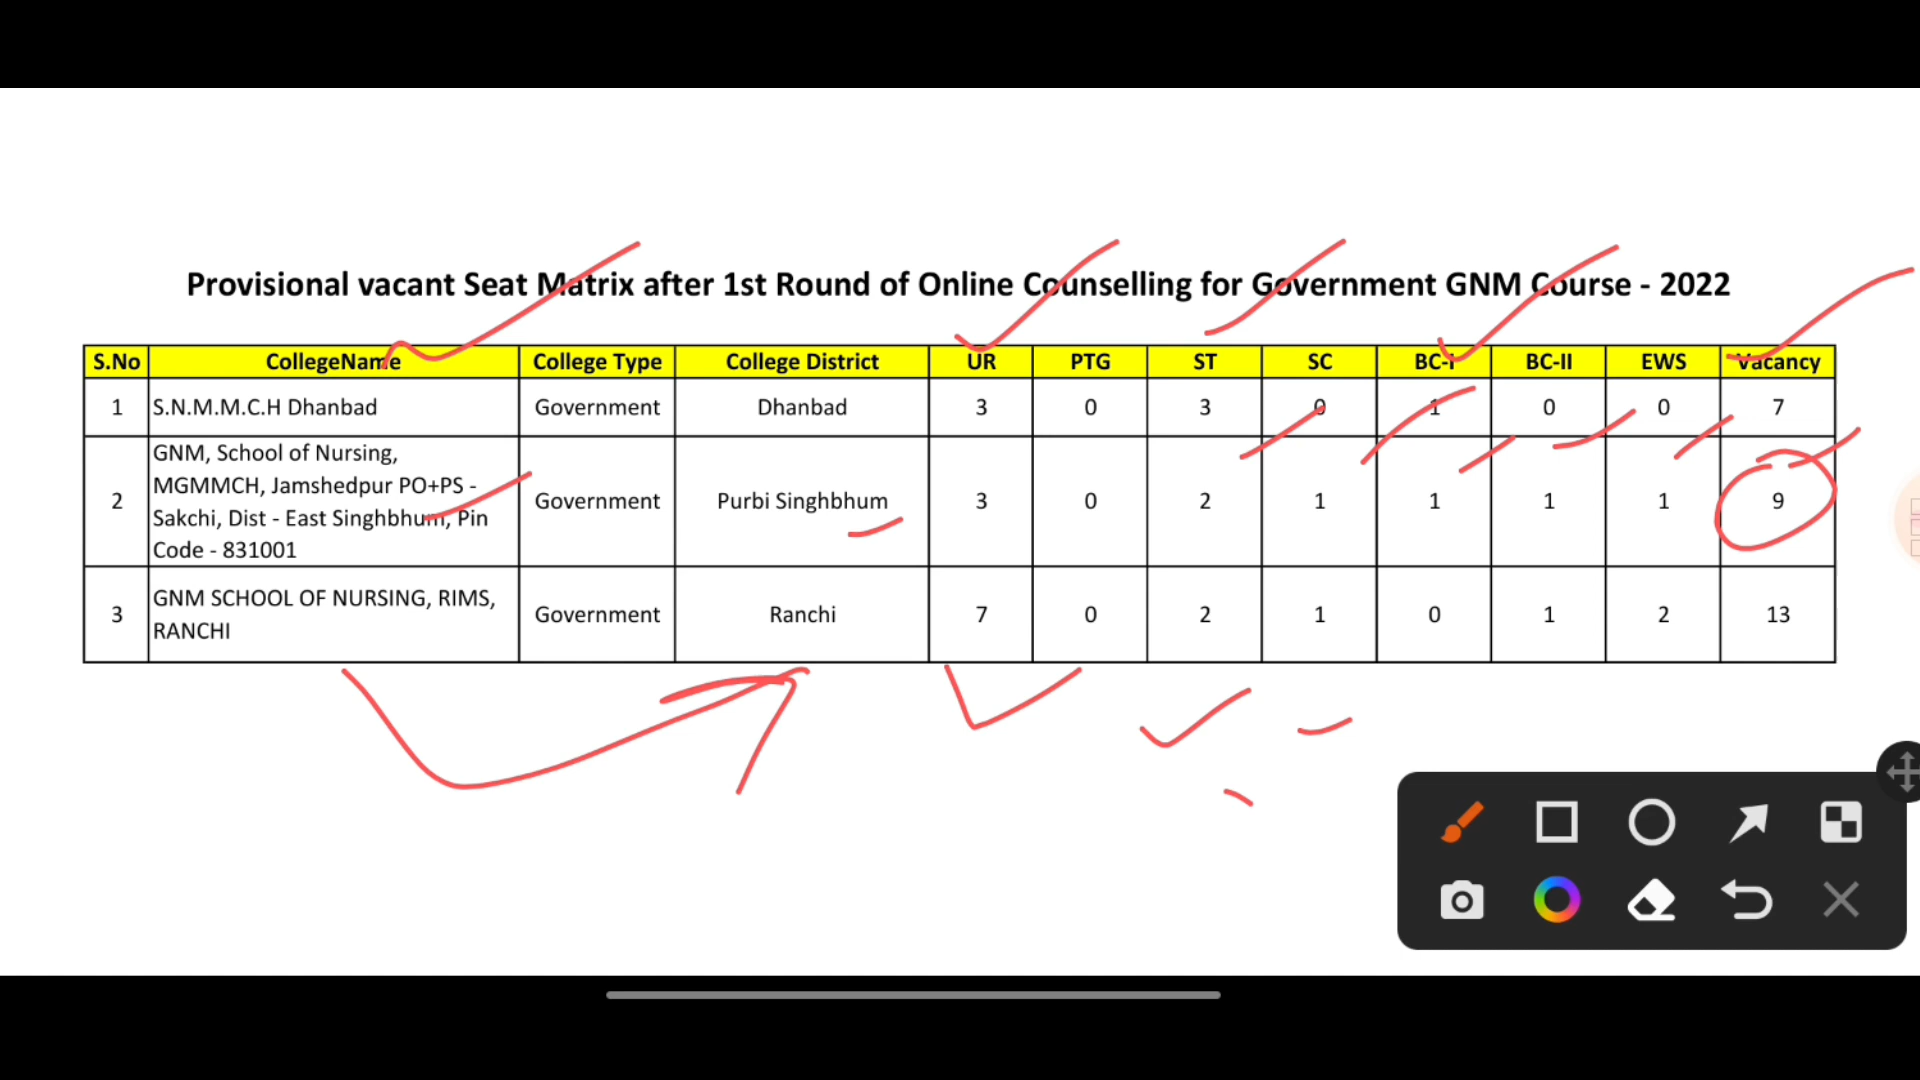 Provisional vacant Seat Matrix after 1st Round of Online Counselling for Government GNM Course - 2022
S.No CollegeName College Type College District UR PTG ST SC BC-I BC-II EWS Vacancy
1 S.N.M.M.C.H Dhanbad Government Dhanbad 3 0 3 0 1 0 0 7
2 GNM, School of Nursing,
MGMMCH, Jamshedpur PO+PS -
Sakchi, Dist - East Singhbhum, Pin
Code - 831001
Government Purbi Singhbhum 3 0 2 1 1 1 1 9
3 GNM SCHOOL OF NURSING, RIMS,
RANCHI
Government Ranchi 7 0 2 1 0 1 2 13